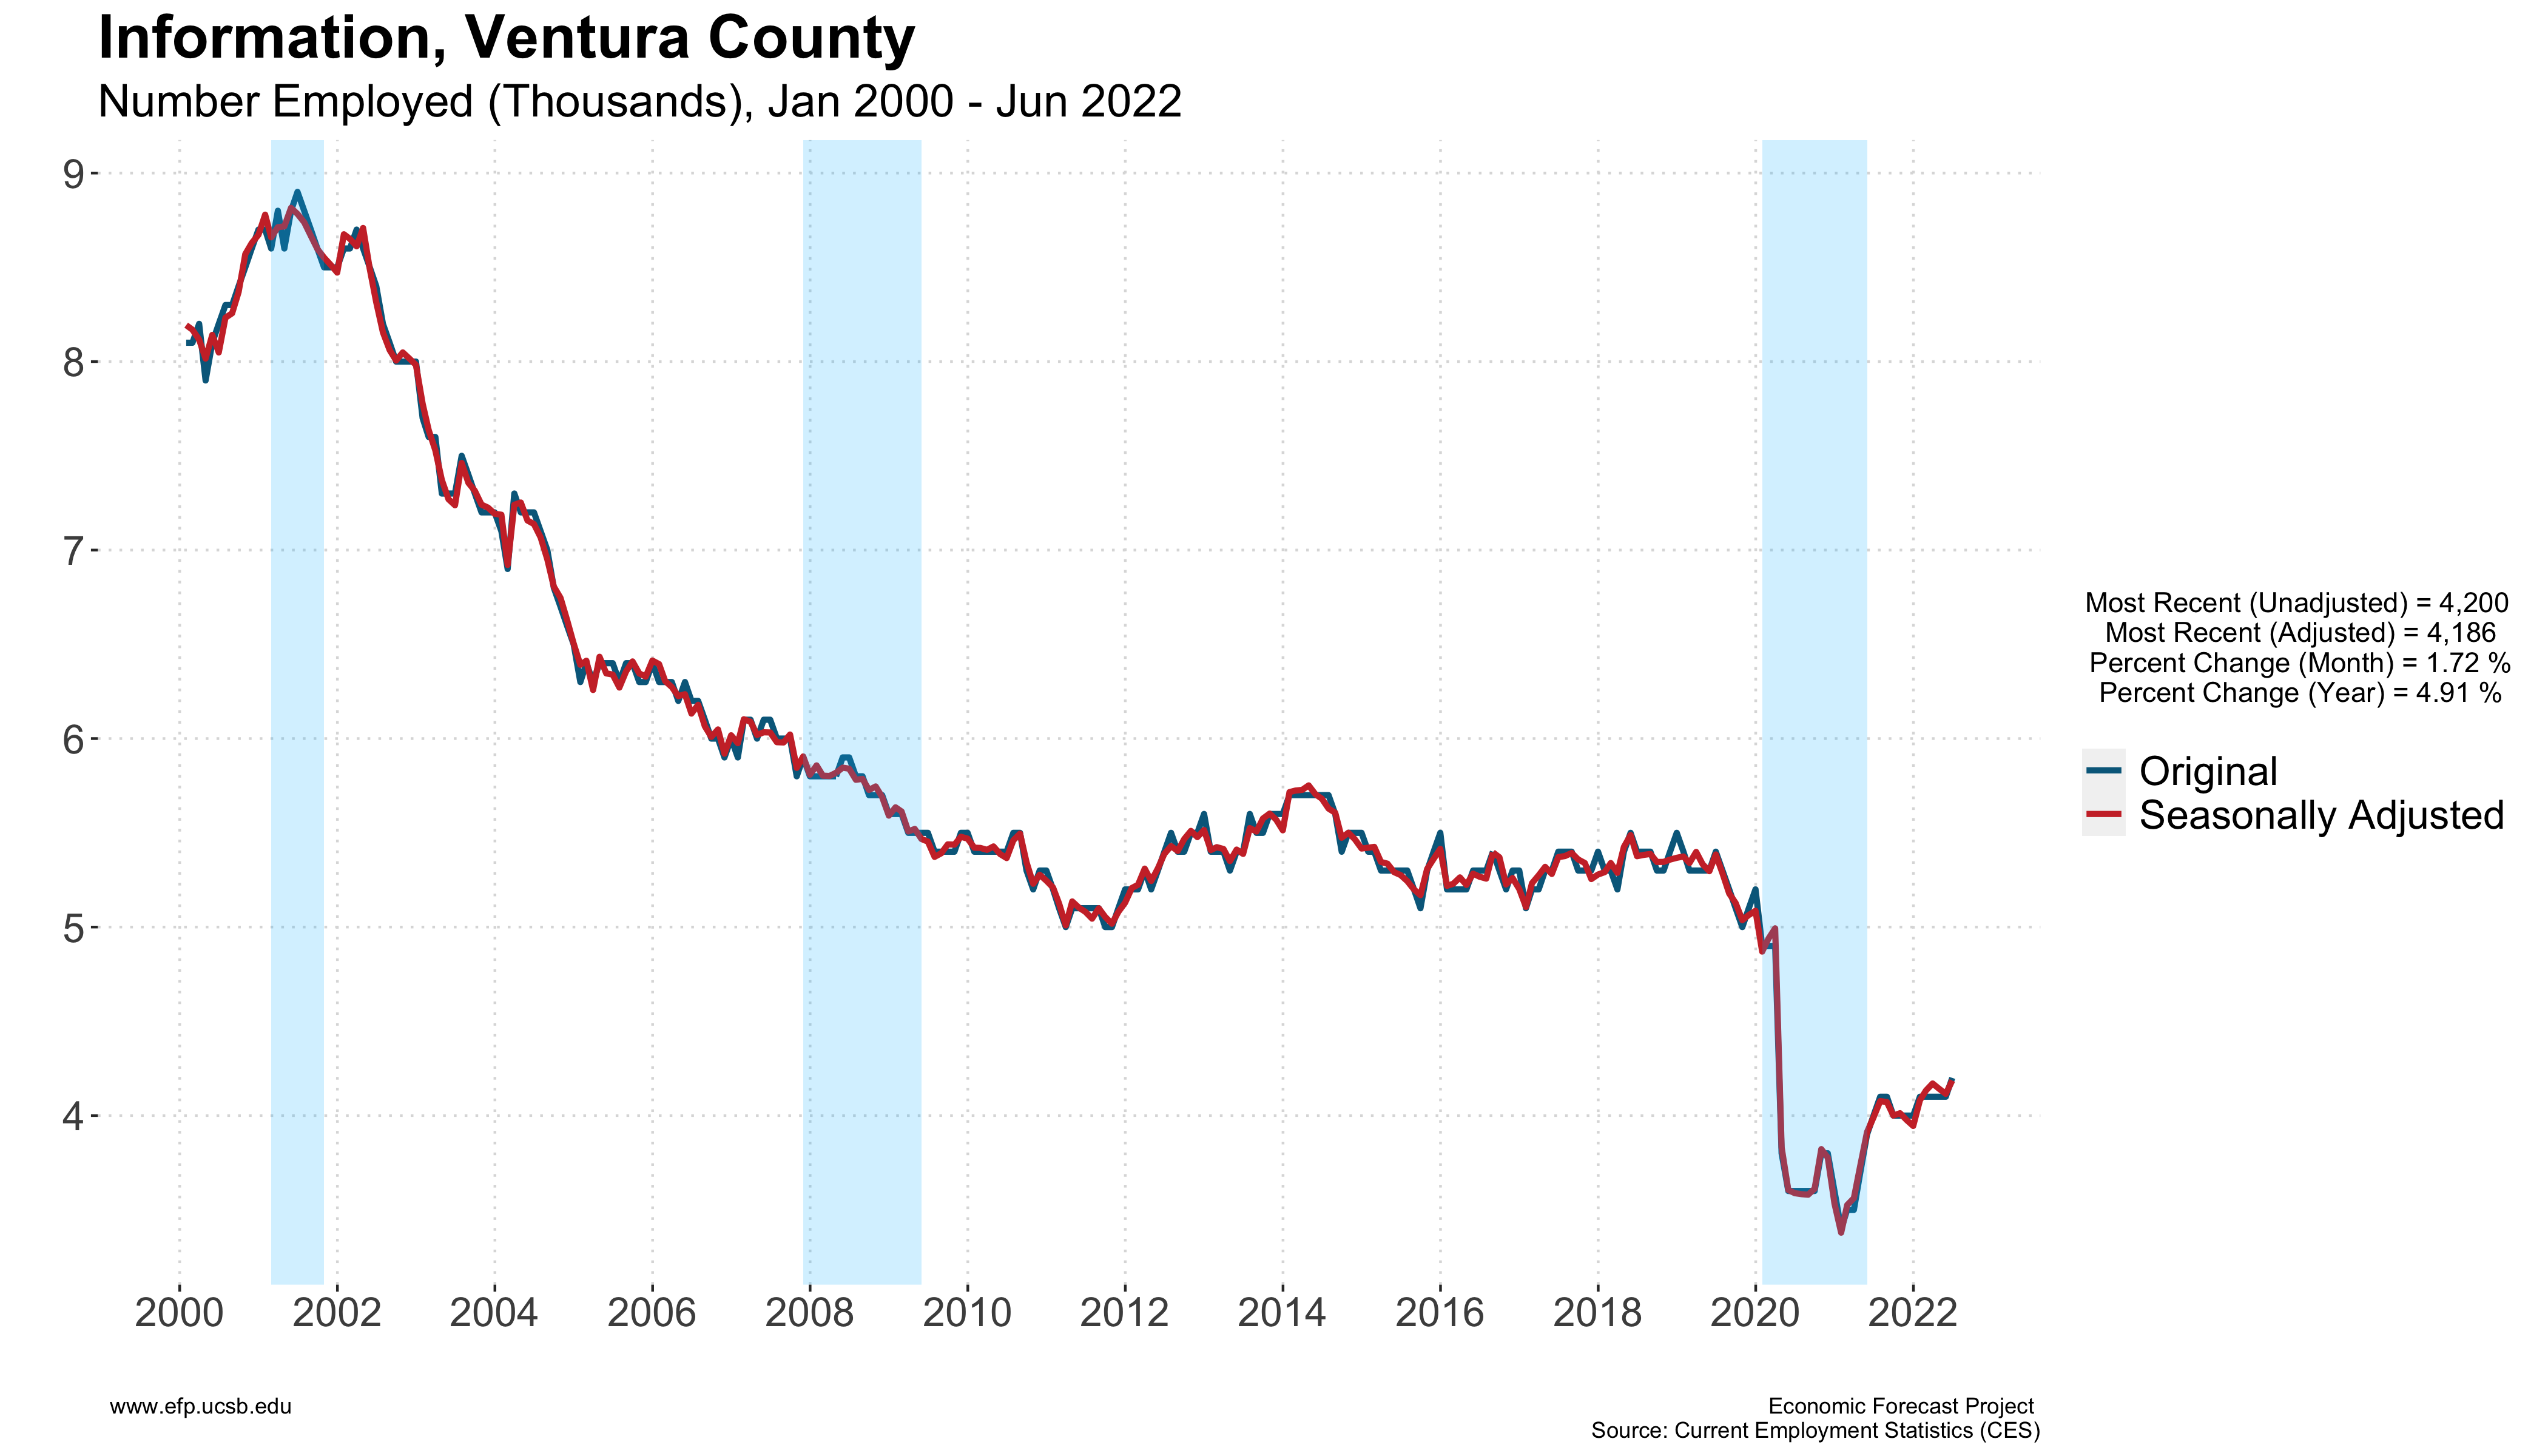 Information, Ventura County
Number Employed (Thousands), Jan 2000 - Jun 2022
9
8
7
6
5
4
2000 2002 2004 2006 2008 2010 2012 2014 2016 2018 2020 2022
Most Recent (Unadjusted) = 4,200
Most Recent (Adjusted) = 4,186
Percent Change (Month) = 1.72 %
Percent Change (Year) = 4.91 %
Original
Seasonally Adjusted
www.efp.ucsb.edu
Economic Forecast Project
Source: Current Employment Statistics (CES)